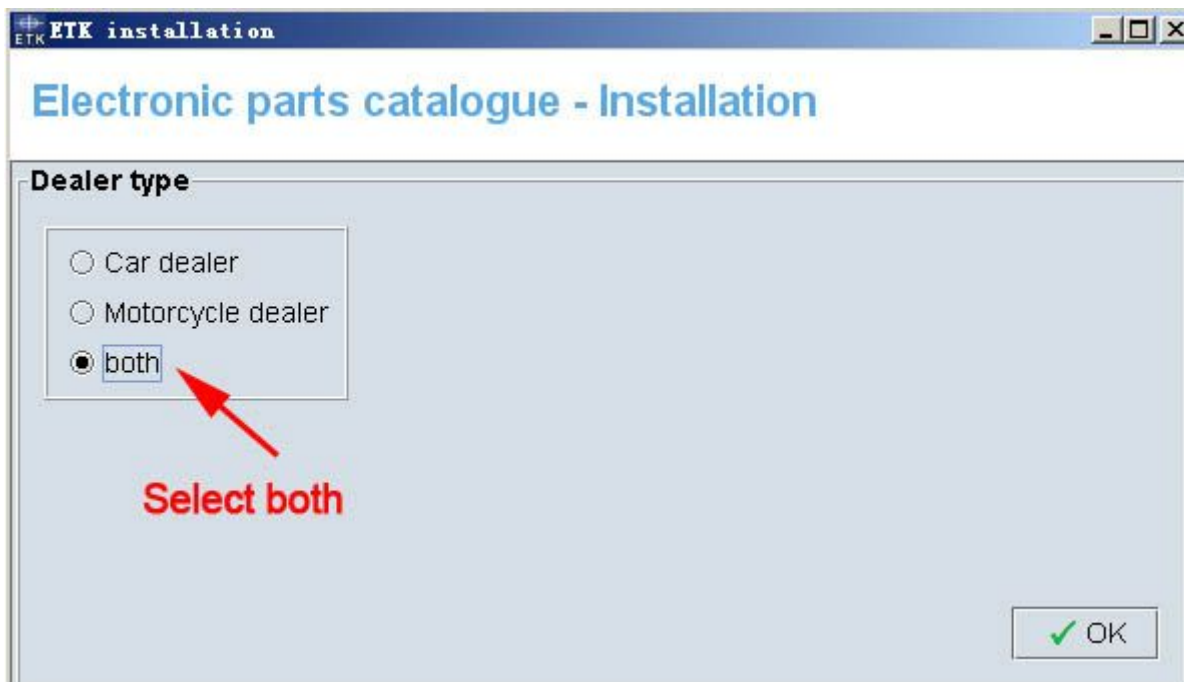 ETK ETK installation
Electronic parts catalogue - Installation
Dealer type
Car dealer
Motorcycle dealer
both
Select both
OK